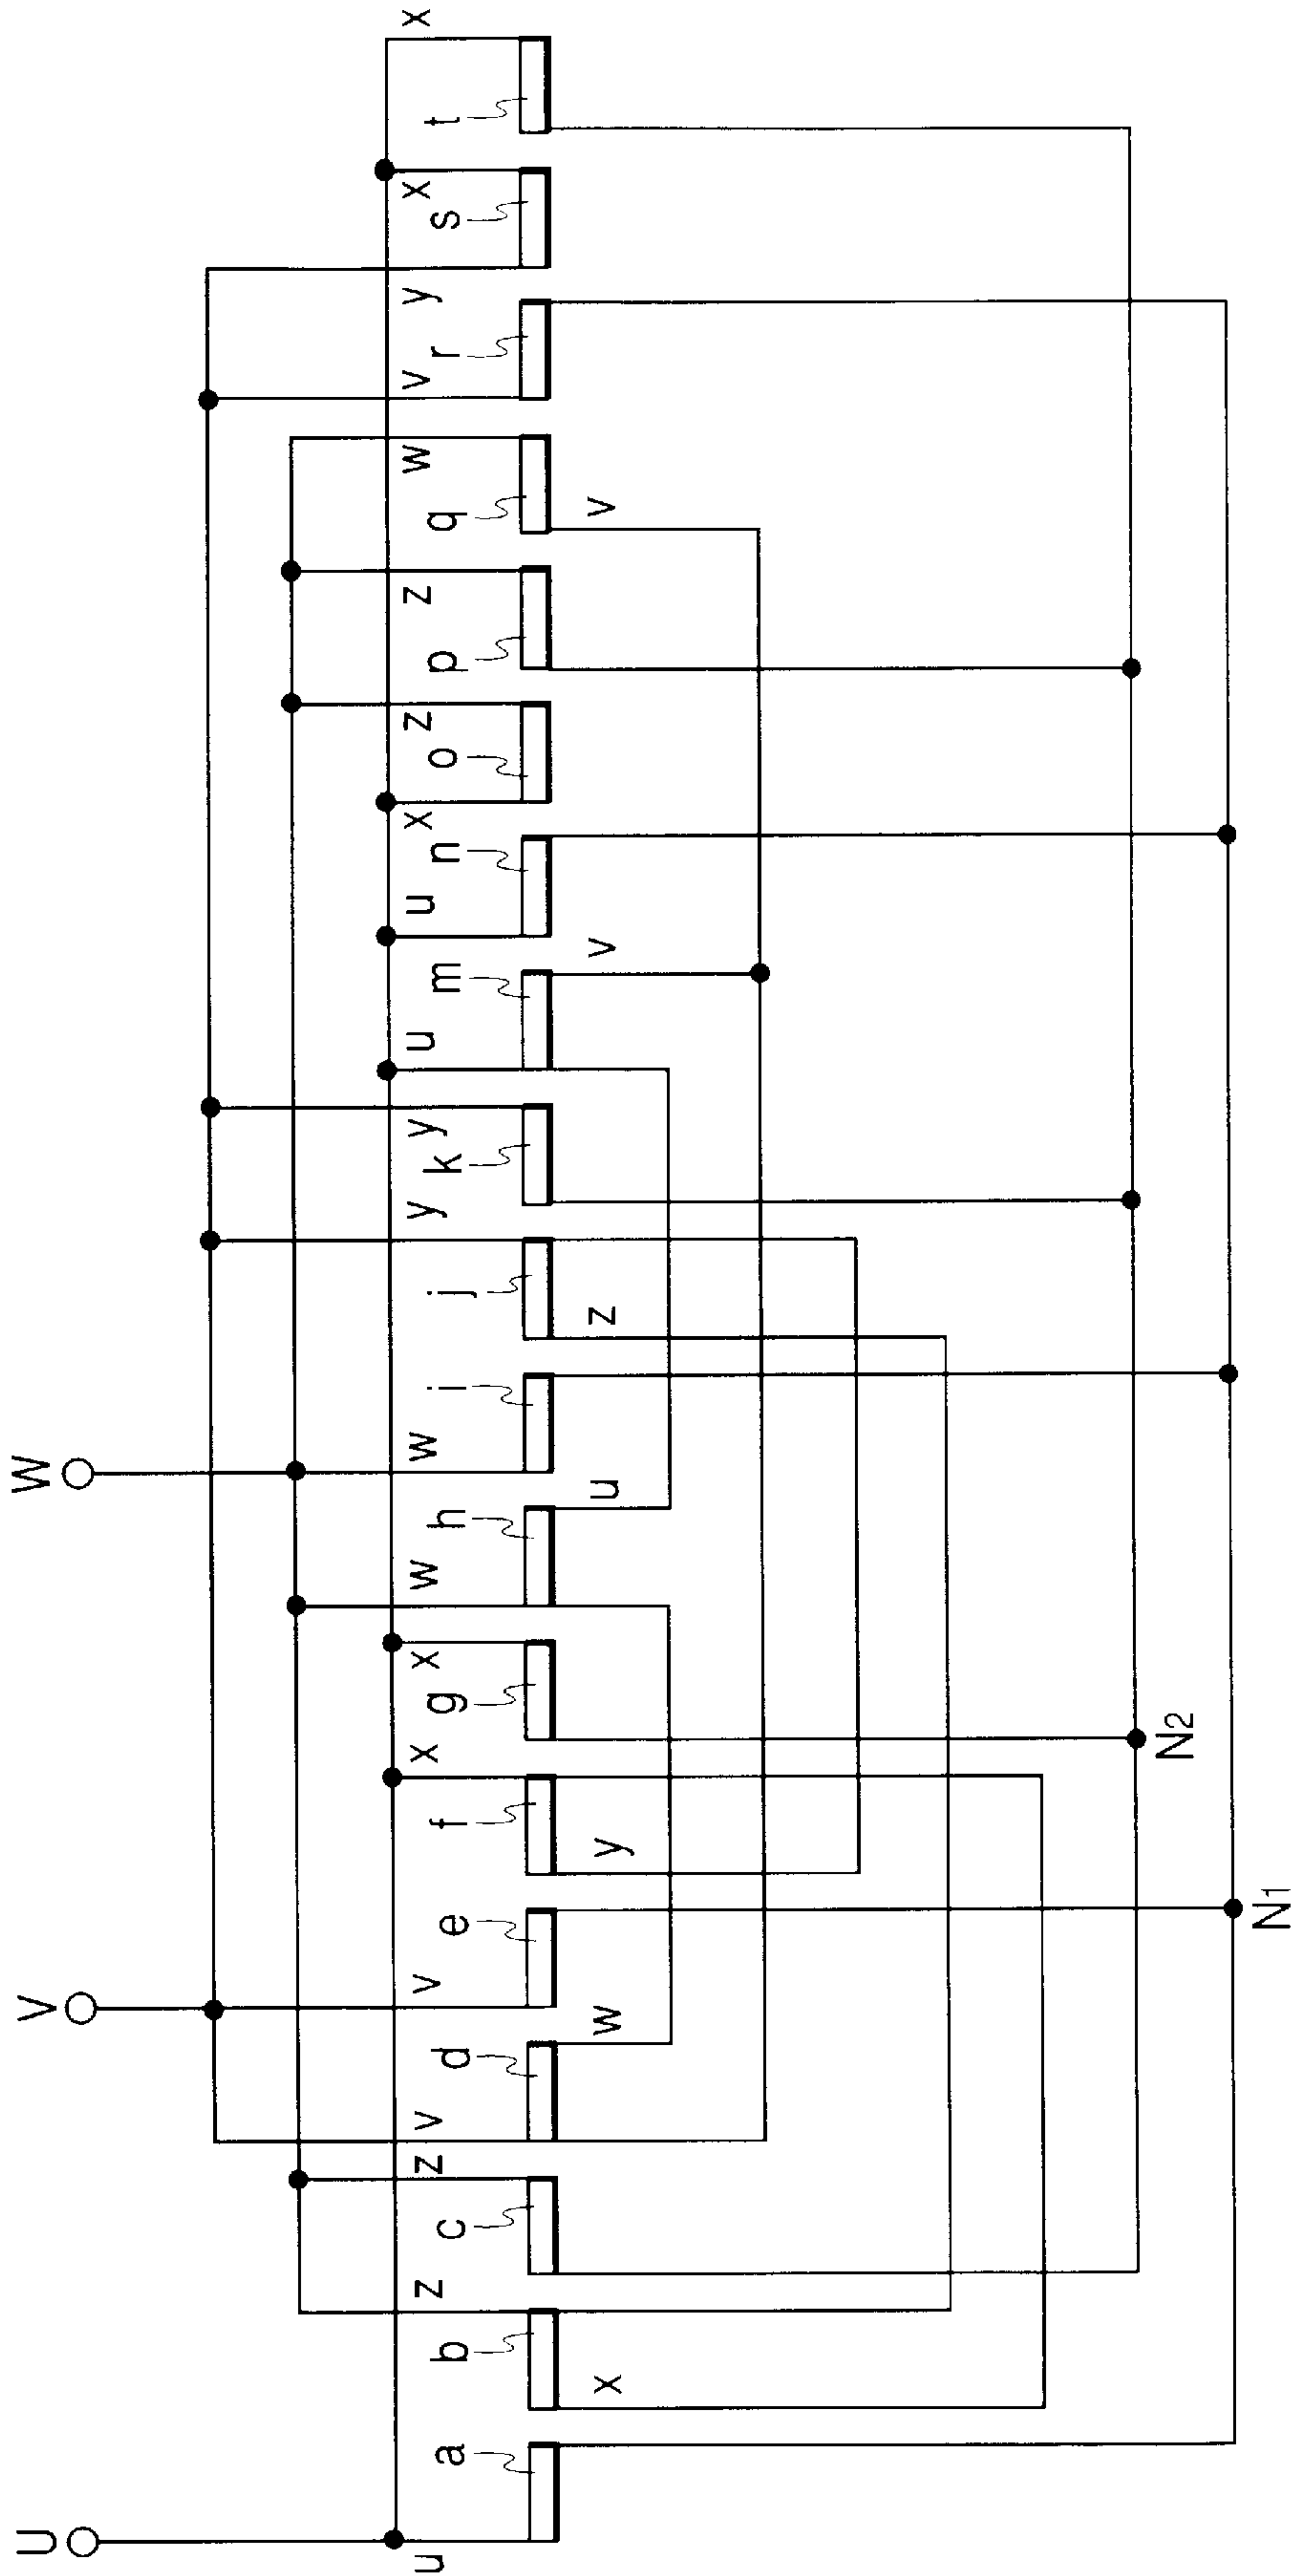 U V W
u z z v v x x w w y y u u x z z w v y x x
a b c d e f g h i j k m n o p q r s t
x w y u z v v
N2
N1